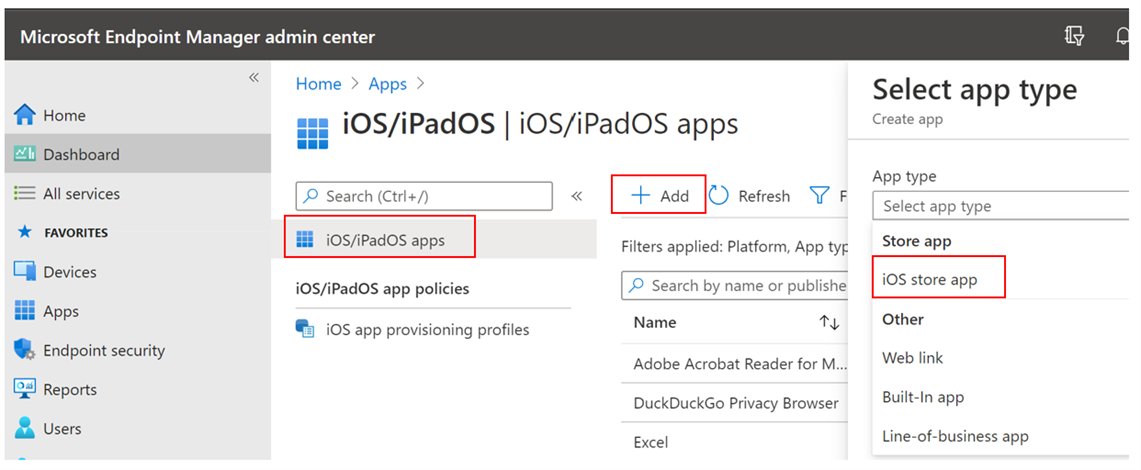 Microsoft Endpoint Manager admin center
«
Home
Dashboard
All services
FAVORITES
Devices
Apps
Endpoint security
Reports
Users
Home > Apps >
iOS/iPadOS | iOS/iPadOS apps
Search (Ctrl+/)
«
iOS/iPadOS apps
iOS/iPadOS app policies
iOS app provisioning profiles
+ Add
Refresh
F
Filters applied: Platform, App typ
Search by name or publishe
Name ↑↓
Adobe Acrobat Reader for M...
DuckDuckGo Privacy Browser
Excel
Select app type
Create app
App type
Select app type
Store app
iOS store app
Other
Web link
Built-In app
Line-of-business app